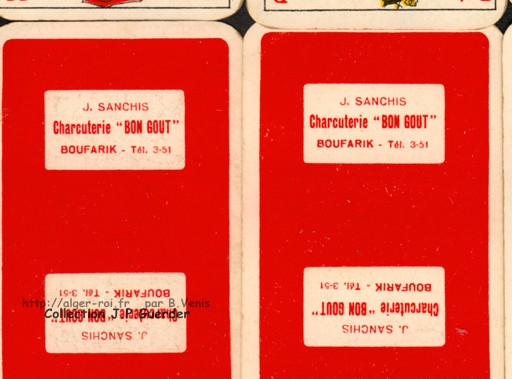 J. SANCHIS
Charcuterie "BON GOUT"
BOUFARIK - Tél. 3-51
J. SANCHIS
Charcuterie "BON GOUT"
BOUFARIK - Tél. 3-51
http://alger-roi.fr par B.Venis
Collection J.P. Guerder
J. SANCHIS
Charcuterie "BON GOUT"
BOUFARIK - Tél. 3-51
J. SANCHIS
Charcuterie "BON GOUT"
BOUFARIK - Tél. 3-51